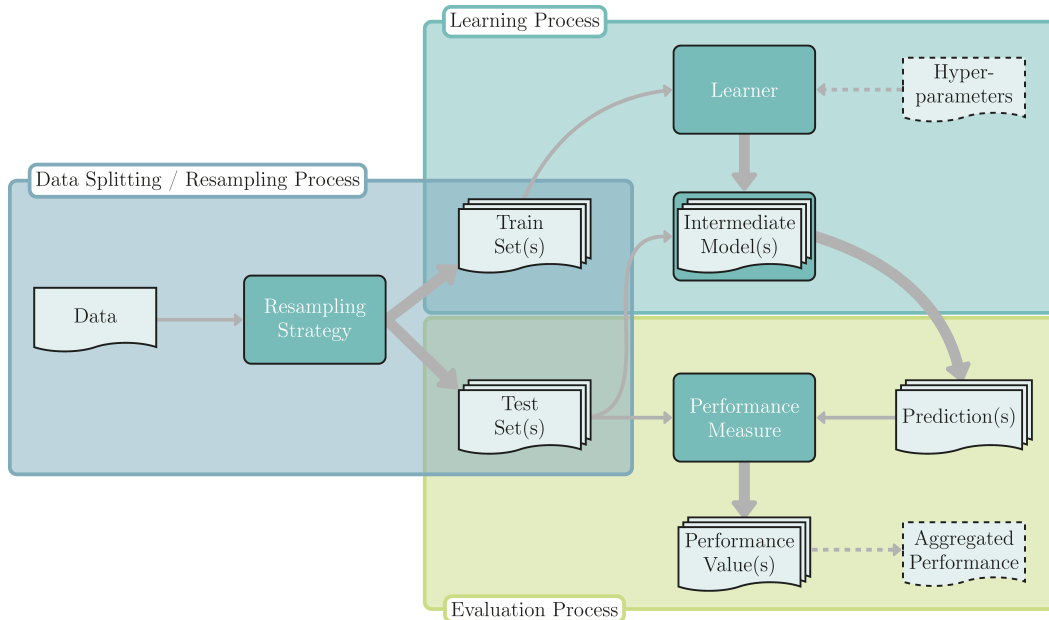 Learning Process
Learner
Hyper-
parameters
Data Splitting / Resampling Process
Train
Set(s)
Intermediate
Model(s)
Data
Resampling
Strategy
Test
Set(s)
Performance
Measure
Prediction(s)
Performance
Value(s)
Aggregated
Performance
Evaluation Process